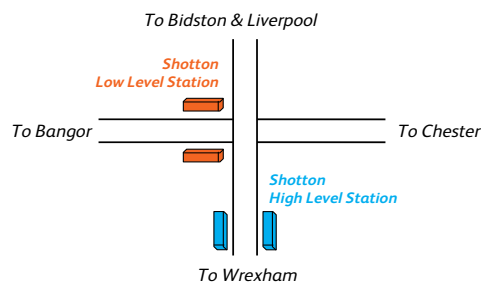 To Bidston & Liverpool
Shotton
Low Level Station
To Bangor
To Chester
Shotton
High Level Station
To Wrexham